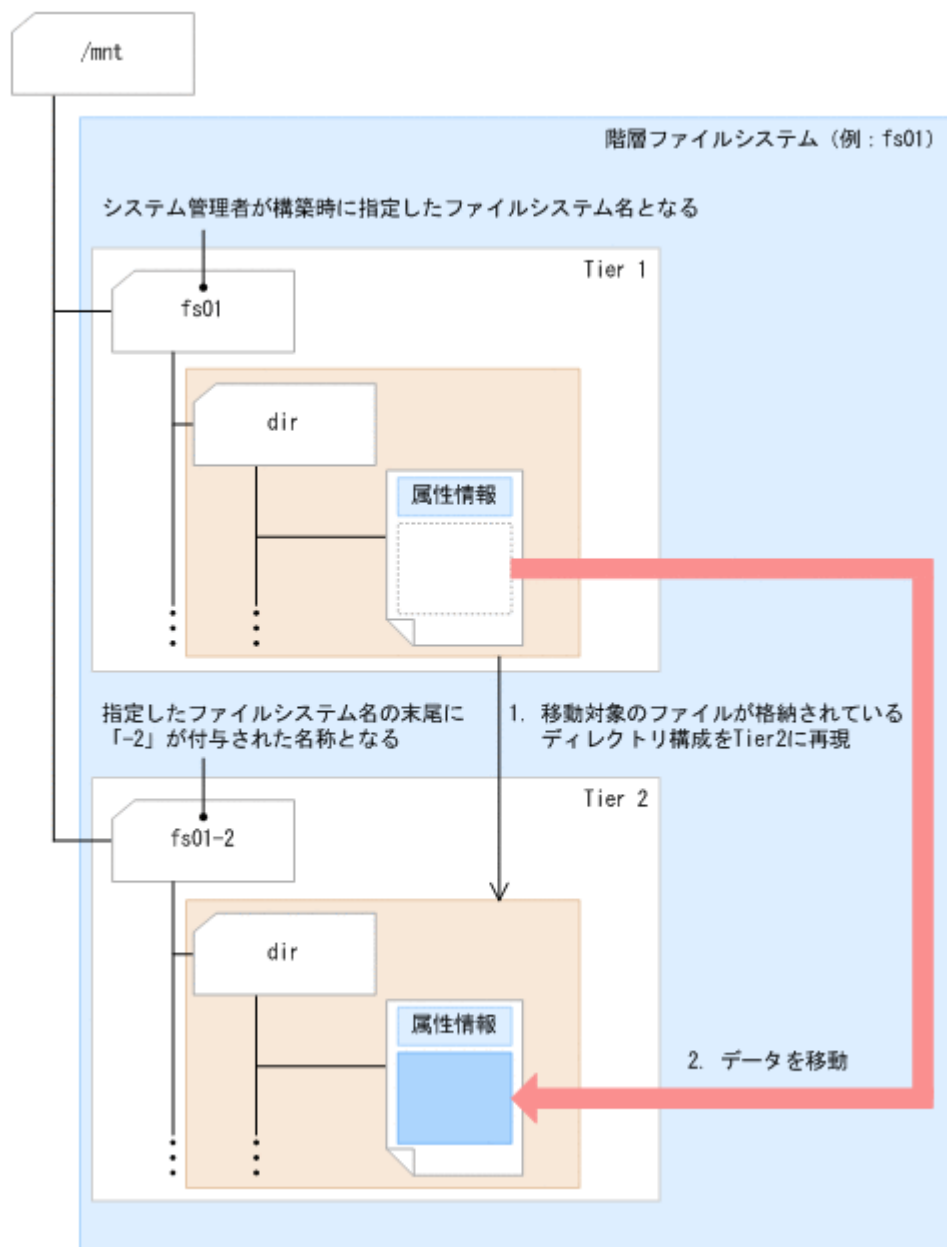 /mnt
階層ファイルシステム（例：fs01）
システム管理者が構築時に指定したファイルシステム名となる
Tier 1
fs01
dir
属性情報
指定したファイルシステム名の末尾に
「-2」が付与された名称となる
1. 移動対象のファイルが格納されている
ディレクトリ構成をTier2に再現
Tier 2
fs01-2
dir
属性情報
2. データを移動